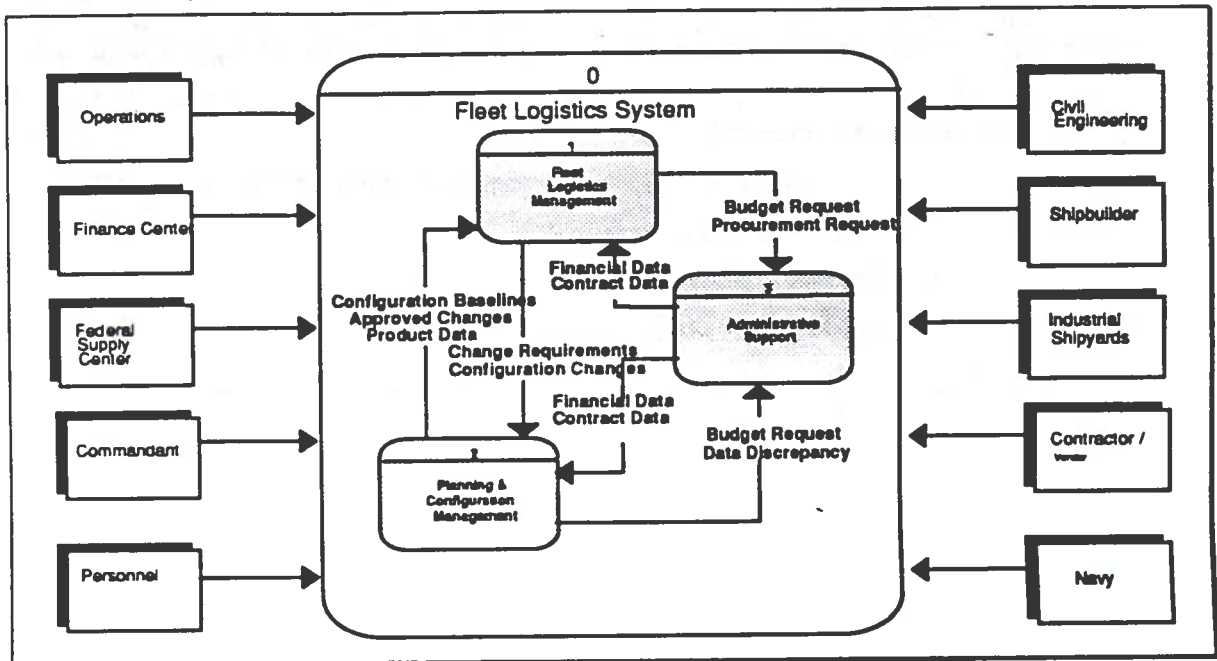 0
Fleet Logistics System
Operations
Finance Center
Federal
Supply
Center
Commandant
Personnel
1
Fleet
Logistics
Management
Budget Request
Procurement Request
Financial Data
Contract Data
3
Administrative
Support
Configuration Baselines
Approved Changes
Product Data
Change Requirements
Configuration Changes
Financial Data
Contract Data
Budget Request
Data Discrepancy
2
Planning &
Configuration
Management
Civil
Engineering
Shipbuilder
Industrial
Shipyards
Contractor /
Vendor
Navy